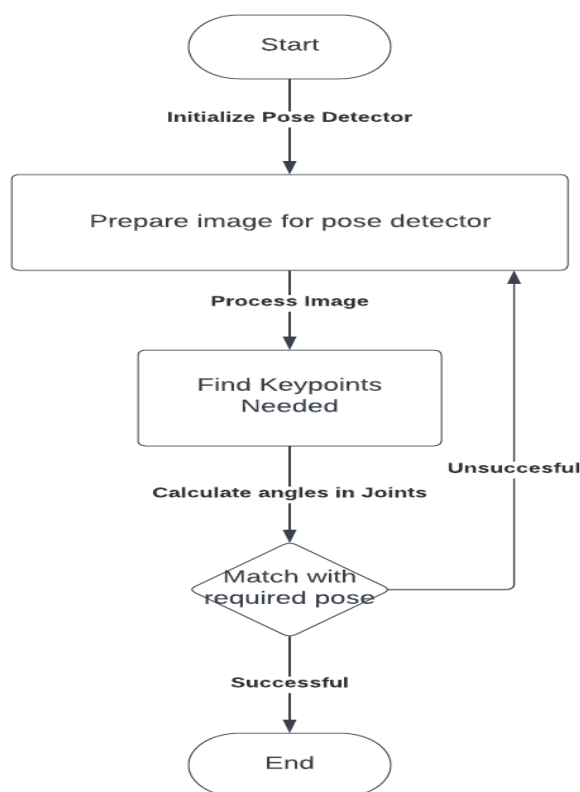 Start
Initialize Pose Detector
Prepare image for pose detector
Process Image
Find Keypoints
Needed
Unsuccesful
Calculate angles in Joints
Match with
required pose
Successful
End